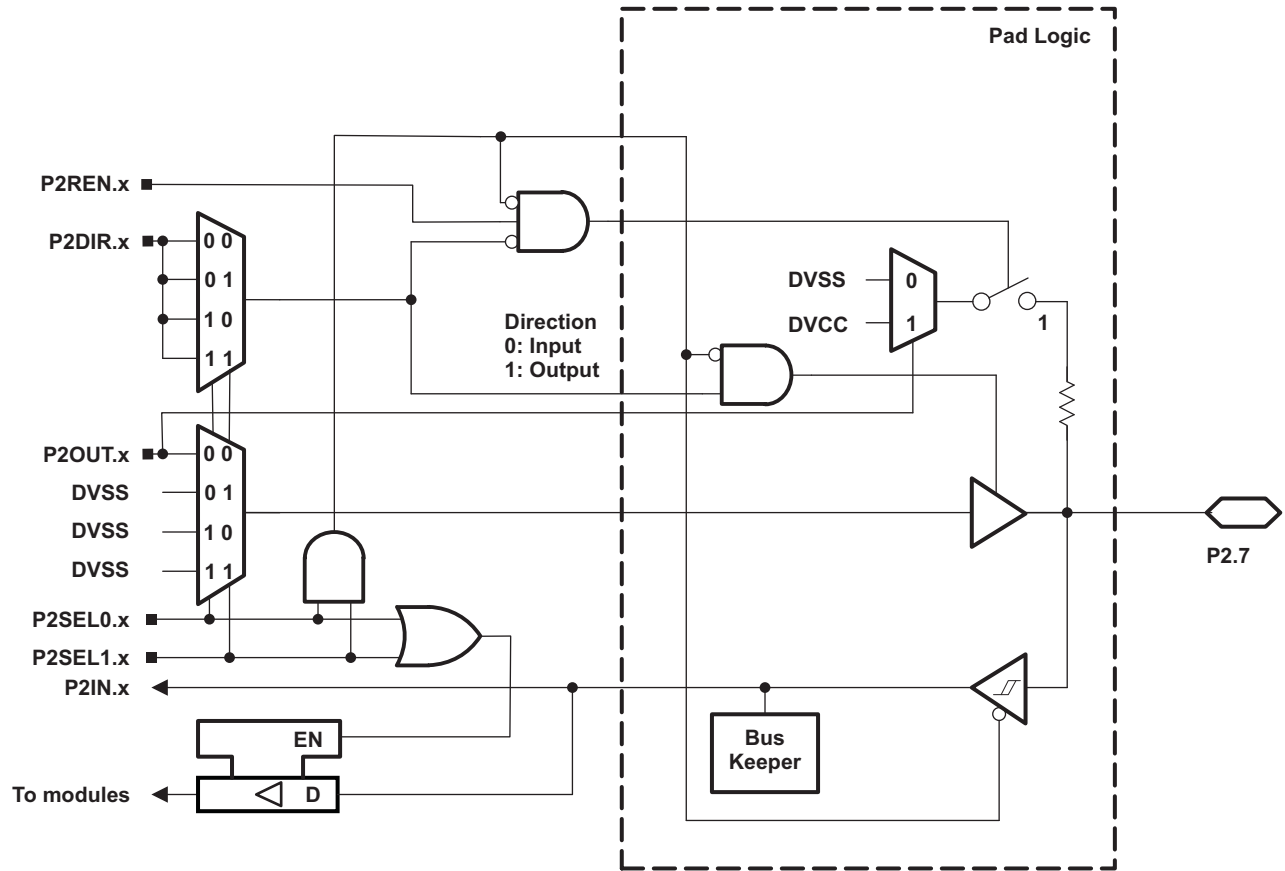 Pad Logic
P2REN.x
P2DIR.x
0 0
0 1
1 0
1 1
Direction
0: Input
1: Output
DVSS
0
DVCC
1
1
P2OUT.x
0 0
DVSS
0 1
DVSS
1 0
DVSS
1 1
P2.7
P2SEL0.x
P2SEL1.x
P2IN.x
Bus
Keeper
EN
To modules
D